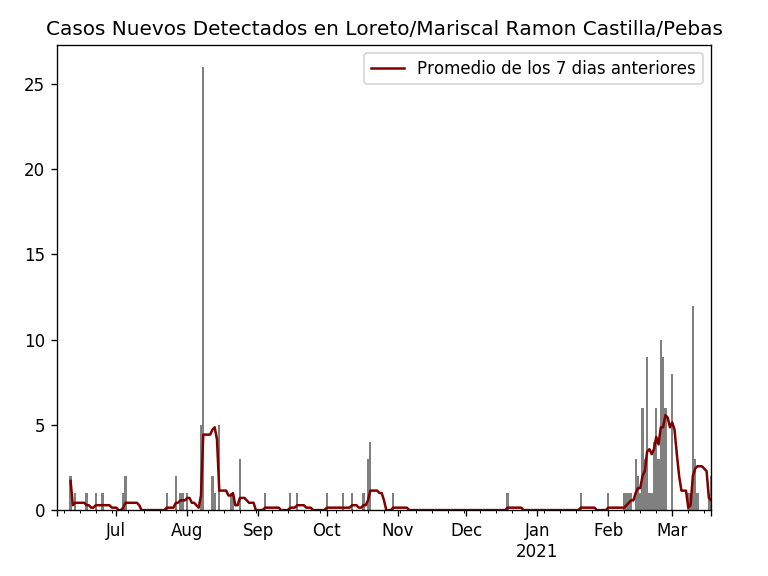 Casos Nuevos Detectados en Loreto/Mariscal Ramon Castilla/Pebas
Promedio de los 7 dias anteriores
25
20
15
10
5
0
Jul Aug Sep Oct Nov Dec Jan Feb Mar
2021